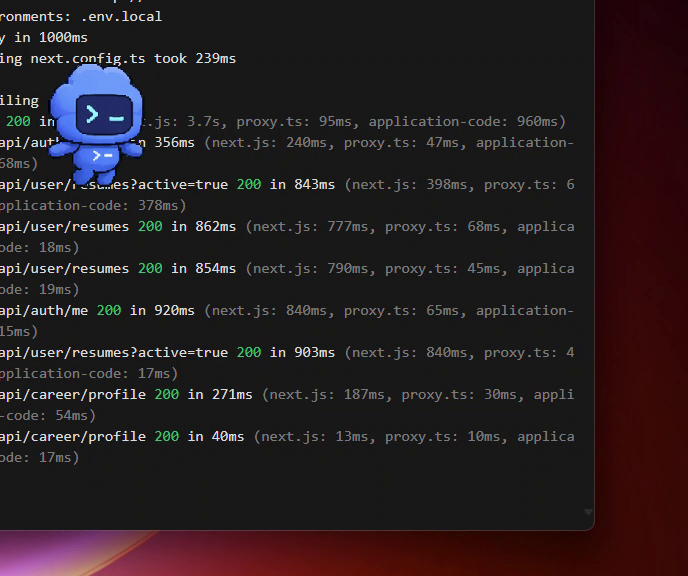 ronments: .env.local
y in 1000ms
ing next.config.ts took 239ms
iling
200 in .js: 3.7s, proxy.ts: 95ms, application-code: 960ms)
api/aut n 356ms (next.js: 240ms, proxy.ts: 47ms, application-
68ms)
api/user/resumes?active=true 200 in 843ms (next.js: 398ms, proxy.ts: 6
pplication-code: 378ms)
api/user/resumes 200 in 862ms (next.js: 777ms, proxy.ts: 68ms, applica
ode: 18ms)
api/user/resumes 200 in 854ms (next.js: 790ms, proxy.ts: 45ms, applica
ode: 19ms)
api/auth/me 200 in 920ms (next.js: 840ms, proxy.ts: 65ms, application-
15ms)
api/user/resumes?active=true 200 in 903ms (next.js: 840ms, proxy.ts: 4
pplication-code: 17ms)
api/career/profile 200 in 271ms (next.js: 187ms, proxy.ts: 30ms, appli
-code: 54ms)
api/career/profile 200 in 40ms (next.js: 13ms, proxy.ts: 10ms, applica
ode: 17ms)